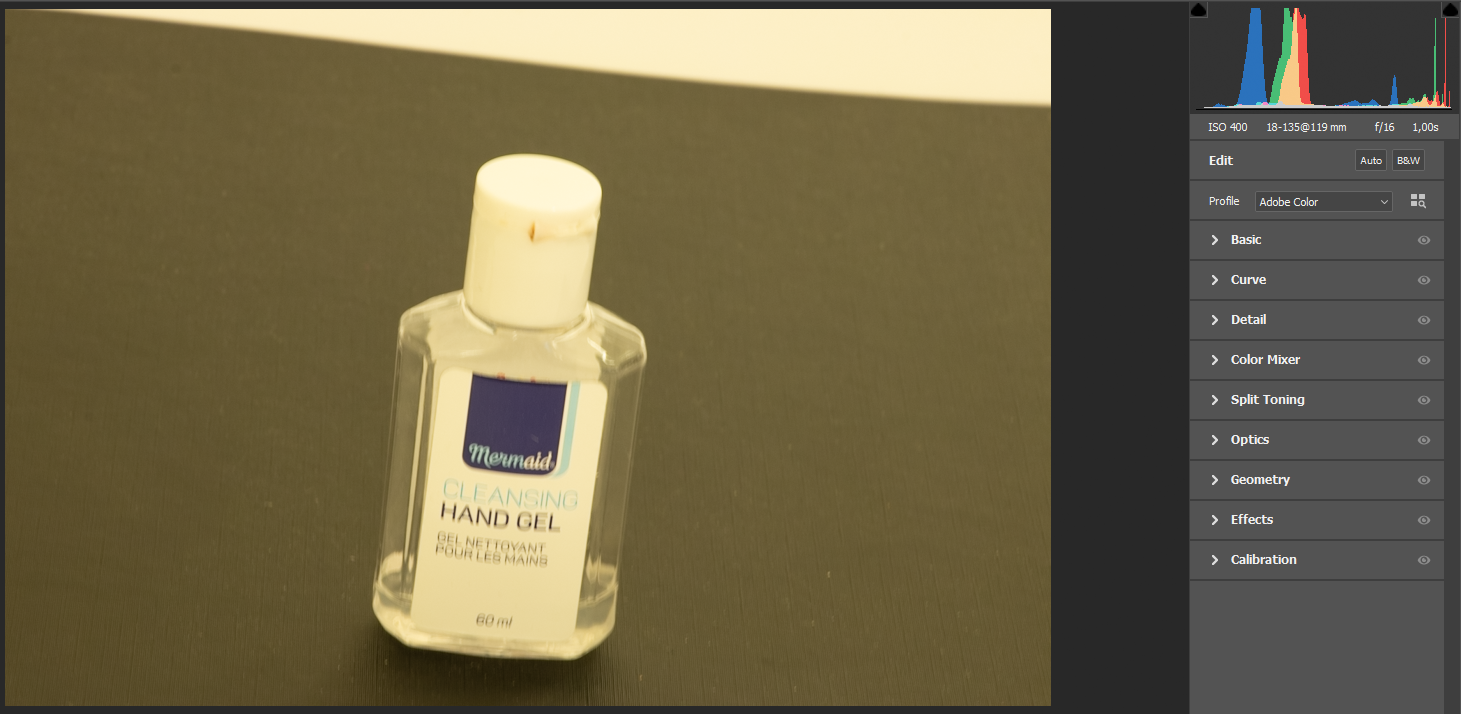 ISO 400 18-135@119 mm f/16 1,00s
Edit Auto B&W
Profile Adobe Color
Basic
Curve
Detail
Color Mixer
Split Toning
Optics
Geometry
Effects
Calibration
Mermaid
CLEANSING
HAND GEL
GEL NETTOYANT
POUR LES MAINS
60 ml